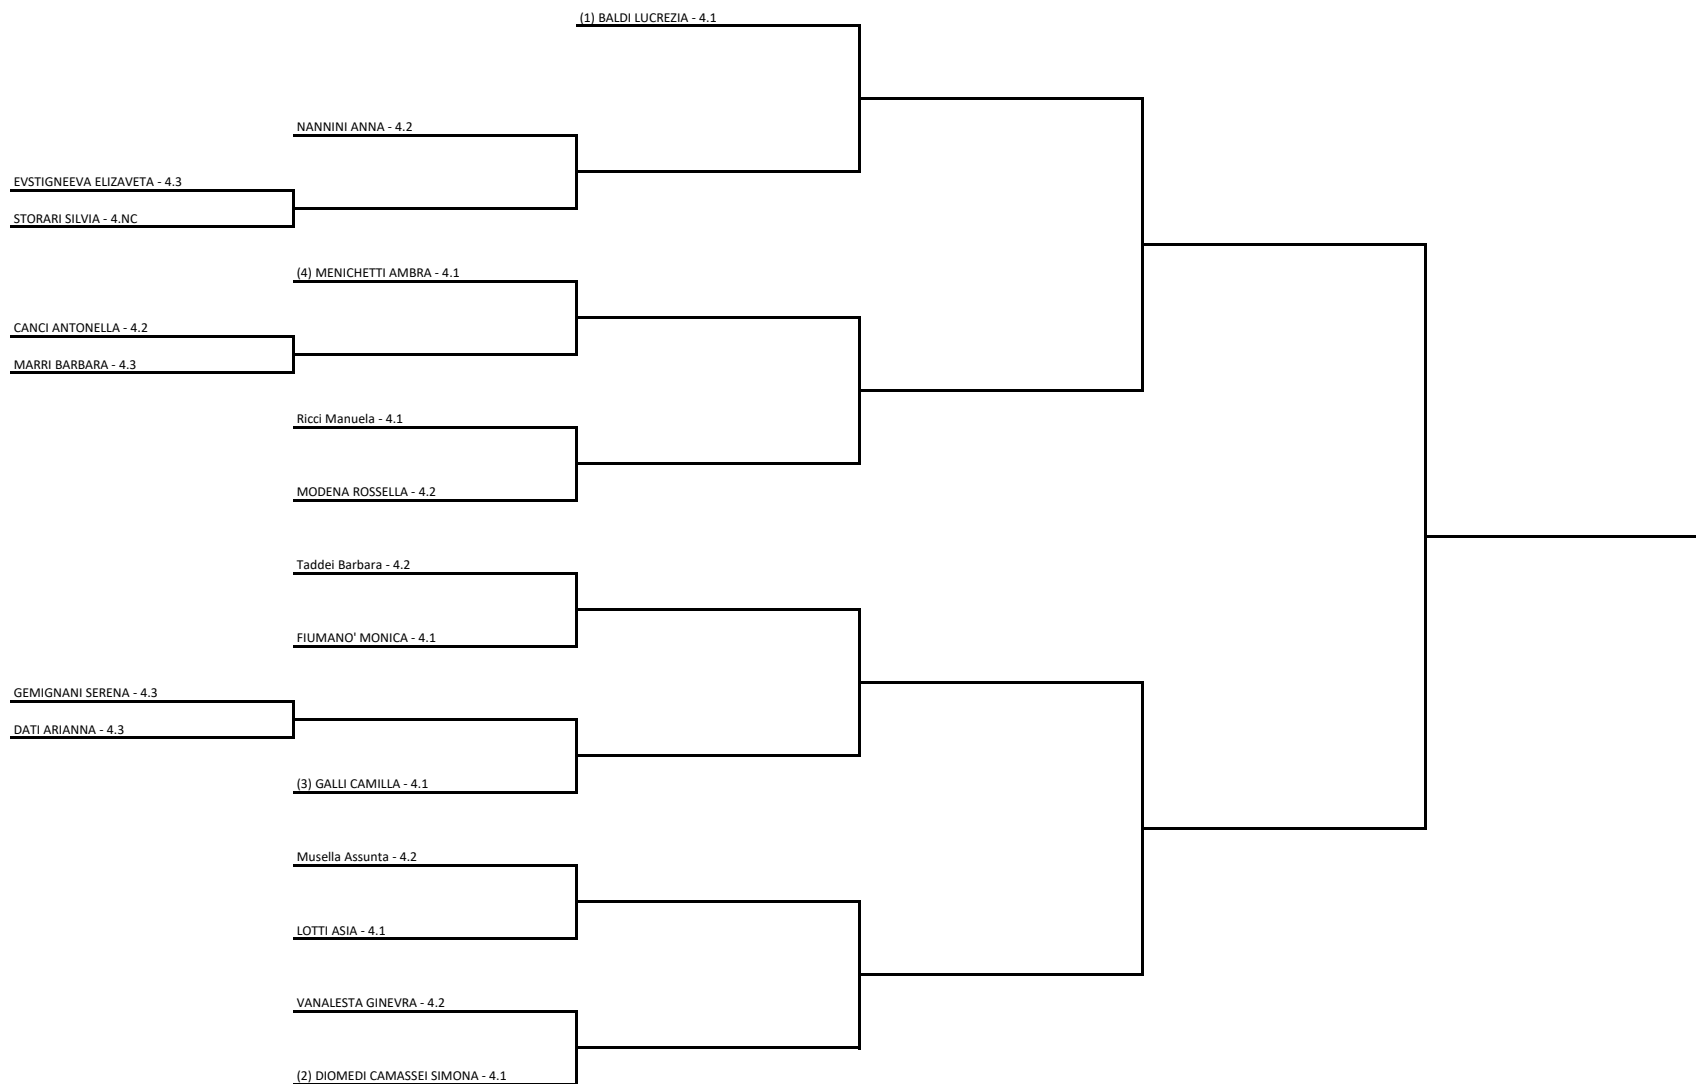 (1) BALDI LUCREZIA - 4.1
NANNINI ANNA - 4.2
EVSTIGNEEVA ELIZAVETA - 4.3
STORARI SILVIA - 4.NC
(4) MENICHETTI AMBRA - 4.1
CANCI ANTONELLA - 4.2
MARRI BARBARA - 4.3
Ricci Manuela - 4.1
MODENA ROSSELLA - 4.2
Taddei Barbara - 4.2
FIUMANO' MONICA - 4.1
GEMIGNANI SERENA - 4.3
DATI ARIANNA - 4.3
(3) GALLI CAMILLA - 4.1
Musella Assunta - 4.2
LOTTI ASIA - 4.1
VANALESTA GINEVRA - 4.2
(2) DIOMEDI CAMASSEI SIMONA - 4.1